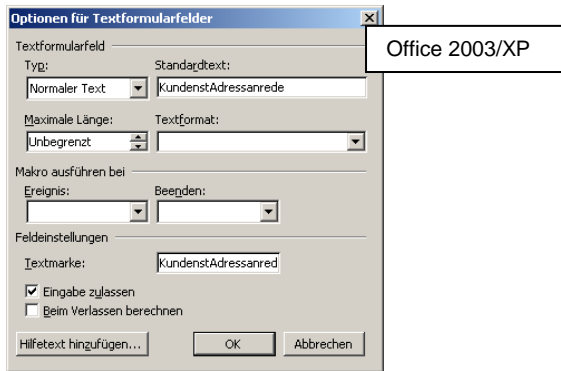 Optionen für Textformularfelder
Office 2003/XP
Textformularfeld
Typ: Standardtext:
Normaler Text KundenstAdressanrede
Maximale Länge: Textformat:
Unbegrenzt
Makro ausführen bei
Ereignis: Beenden:
Feldeinstellungen
Textmarke: KundenstAdressanred
Eingabe zulassen
Beim Verlassen berechnen
Hilfetext hinzufügen... OK Abbrechen